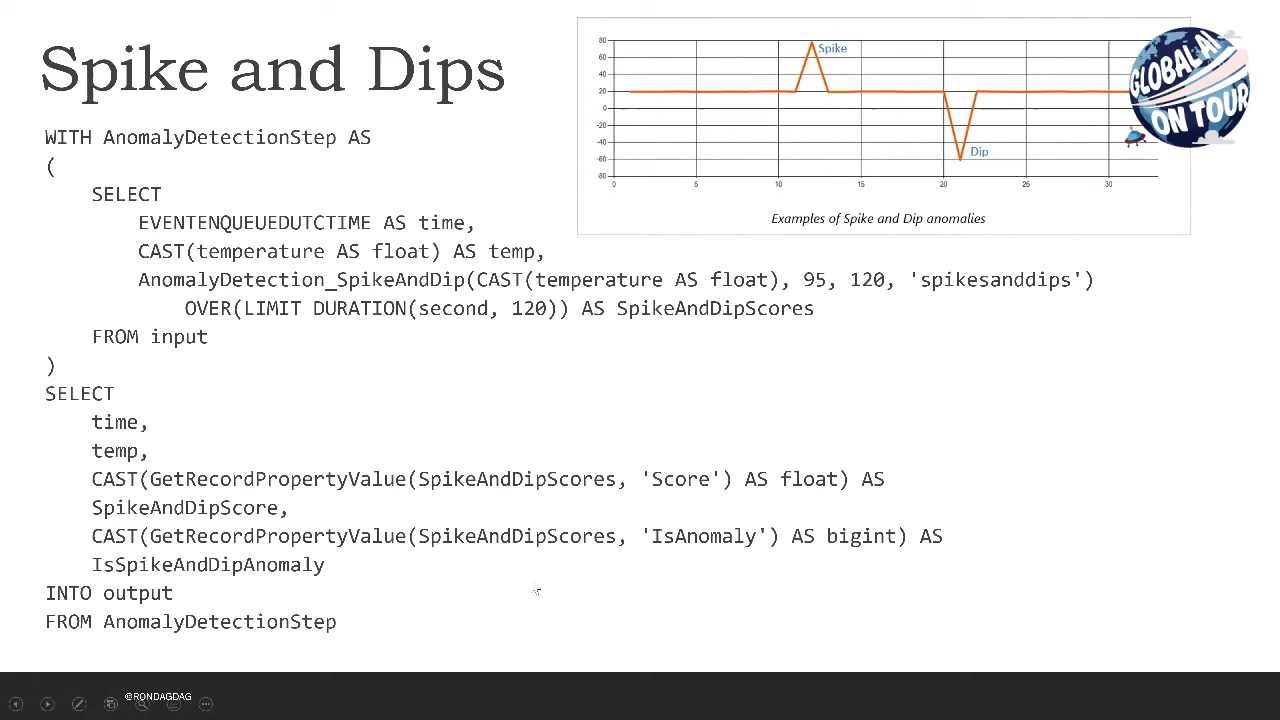 Spike and Dips
WITH AnomalyDetectionStep AS
(
SELECT
EVENTENQUEUEDUTCTIME AS time,
CAST(temperature AS float) AS temp,
AnomalyDetection_SpikeAndDip(CAST(temperature AS float), 95, 120, 'spikesanddips')
OVER(LIMIT DURATION(second, 120)) AS SpikeAndDipScores
FROM input
)
SELECT
time,
temp,
CAST(GetRecordPropertyValue(SpikeAndDipScores, 'Score') AS float) AS
SpikeAndDipScore,
CAST(GetRecordPropertyValue(SpikeAndDipScores, 'IsAnomaly') AS bigint) AS
IsSpikeAndDipAnomaly
INTO output
FROM AnomalyDetectionStep
80
60
40
20
0
-20
-40
-60
-80
0 5 10 15 20 25 30
Spike
Dip
Examples of Spike and Dip anomalies
GLOBAL AI
ON TOUR
@RONDAGDAG